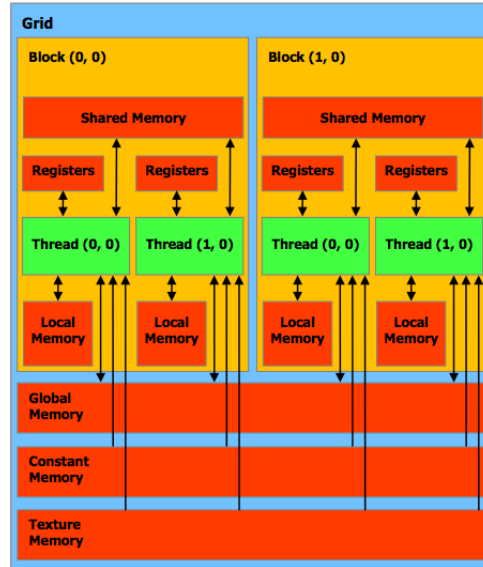 Grid
Block (0, 0)
Shared Memory
Registers
Registers
Thread (0, 0)
Thread (1, 0)
Local
Memory
Local
Memory
Block (1, 0)
Shared Memory
Registers
Registers
Thread (0, 0)
Thread (1, 0)
Local
Memory
Local
Memory
Global
Memory
Constant
Memory
Texture
Memory